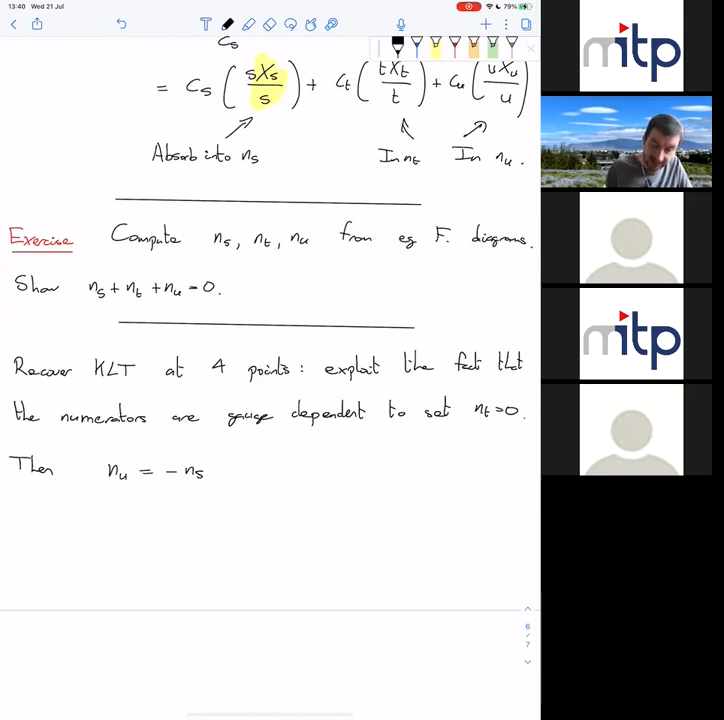 13:40 Wed 21 Jul
79%
Cs
= Cs ( sXs / s ) + Ct ( tXt / t ) + Cu ( uXu / u )
Absorb into ns
In nt
In nu.
Exercise Compute ns, nt, nu from eg F. diagrams.
Show ns + nt + nu = 0.
Recover KLT at 4 points: exploit the fact that
the numerators are gauge dependent to set nt=0.
Then nu = - ns
6
/
7
mitp
mitp